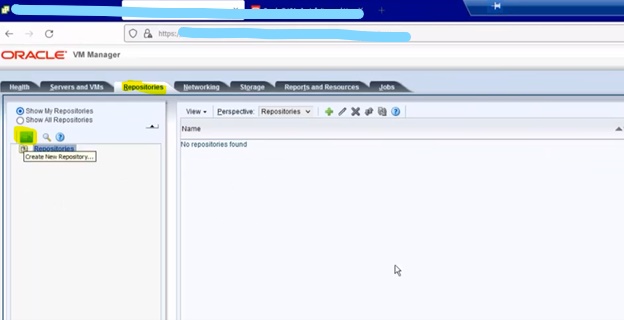 https:
ORACLE VM Manager
Health Servers and VMs Repositories Networking Storage Reports and Resources Jobs
Show My Repositories
Show All Repositories
View Perspective: Repositories
Name
Repositories
No repositories found
Create New Repository...